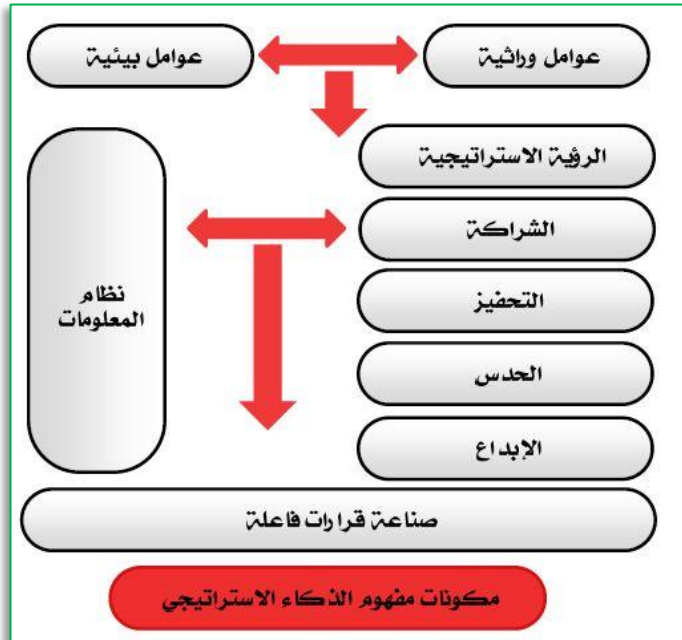 عوامل وراثية
عوامل بيئية
الرؤية الاستراتيجية
الشراكة
التحفيز
الحدس
الإبداع
نظام
المعلومات
صناعة قرارات فاعلة
مكونات مفهوم الذكاء الاستراتيجي